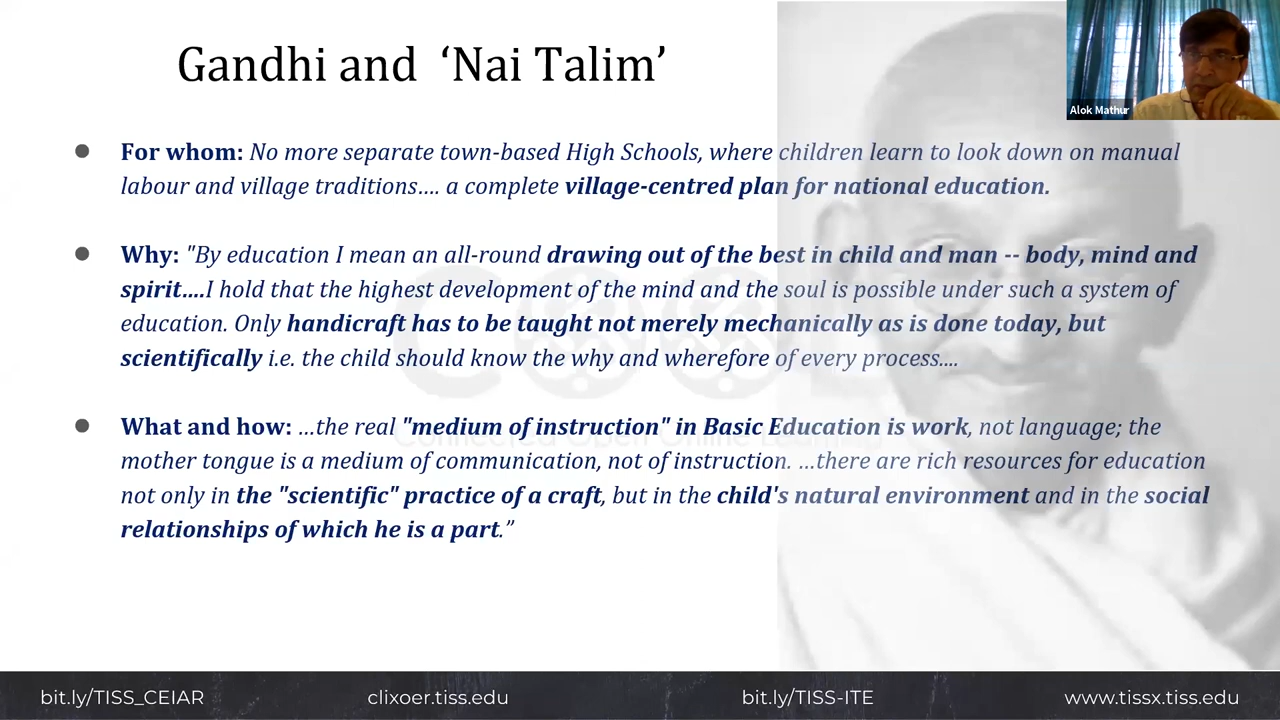 Gandhi and ‘Nai Talim’
Alok Mathur
● For whom: No more separate town-based High Schools, where children learn to look down on manual
labour and village traditions.... a complete village-centred plan for national education.
● Why: "By education I mean an all-round drawing out of the best in child and man -- body, mind and
spirit....I hold that the highest development of the mind and the soul is possible under such a system of
education. Only handicraft has to be taught not merely mechanically as is done today, but
scientifically i.e. the child should know the why and wherefore of every process....
● What and how: ...the real "medium of instruction" in Basic Education is work, not language; the
mother tongue is a medium of communication, not of instruction. ...there are rich resources for education
not only in the "scientific" practice of a craft, but in the child's natural environment and in the social
relationships of which he is a part.”
Connected Open Online Learning
bit.ly/TISS_CEIAR
clixoer.tiss.edu
bit.ly/TISS-ITE
www.tissx.tiss.edu